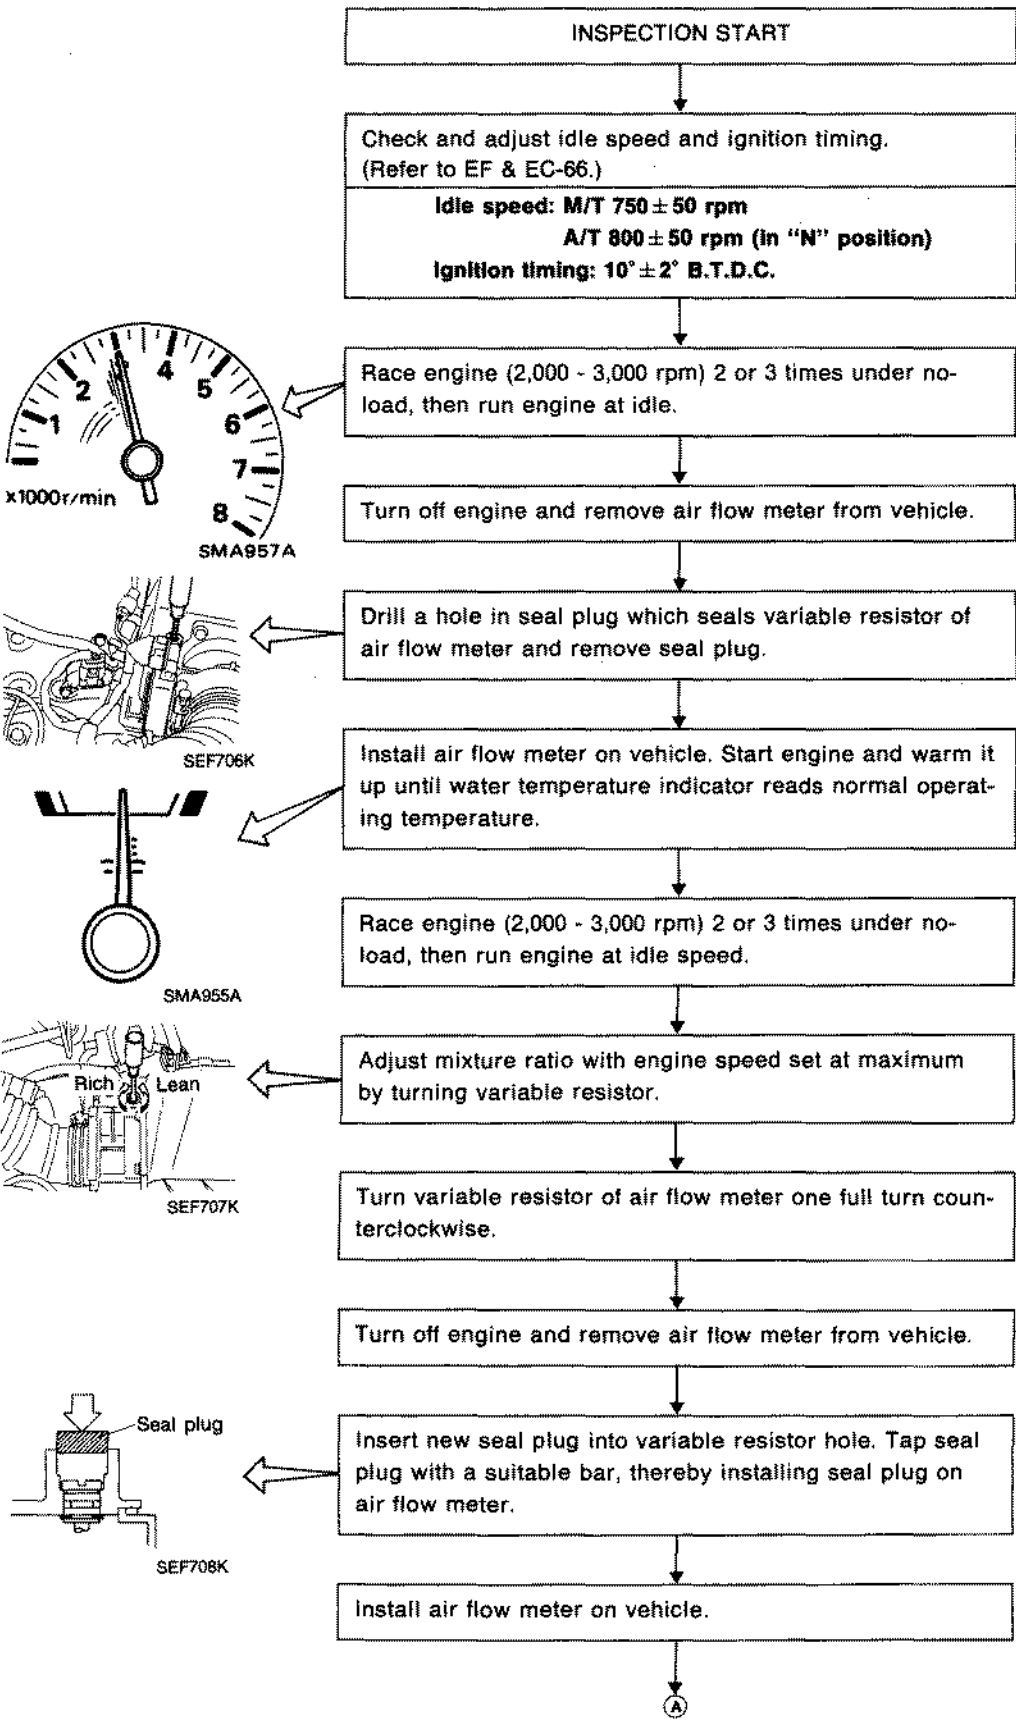 INSPECTION START
Check and adjust idle speed and ignition timing.
(Refer to EF & EC-66.)
Idle speed: M/T 750±50 rpm
A/T 800±50 rpm (in “N” position)
Ignition timing: 10°±2° B.T.D.C.
Race engine (2,000 - 3,000 rpm) 2 or 3 times under no-
load, then run engine at idle.
1
2
3
4
5
6
7
8
x1000r/min
SMA957A
Turn off engine and remove air flow meter from vehicle.
Drill a hole in seal plug which seals variable resistor of
air flow meter and remove seal plug.
SEF706K
Install air flow meter on vehicle. Start engine and warm it
up until water temperature indicator reads normal operat-
ing temperature.
SMA955A
Race engine (2,000 - 3,000 rpm) 2 or 3 times under no-
load, then run engine at idle speed.
Adjust mixture ratio with engine speed set at maximum
by turning variable resistor.
Rich Lean
SEF707K
Turn variable resistor of air flow meter one full turn coun-
terclockwise.
Turn off engine and remove air flow meter from vehicle.
Insert new seal plug into variable resistor hole. Tap seal
plug with a suitable bar, thereby installing seal plug on
air flow meter.
Seal plug
SEF708K
Install air flow meter on vehicle.
A